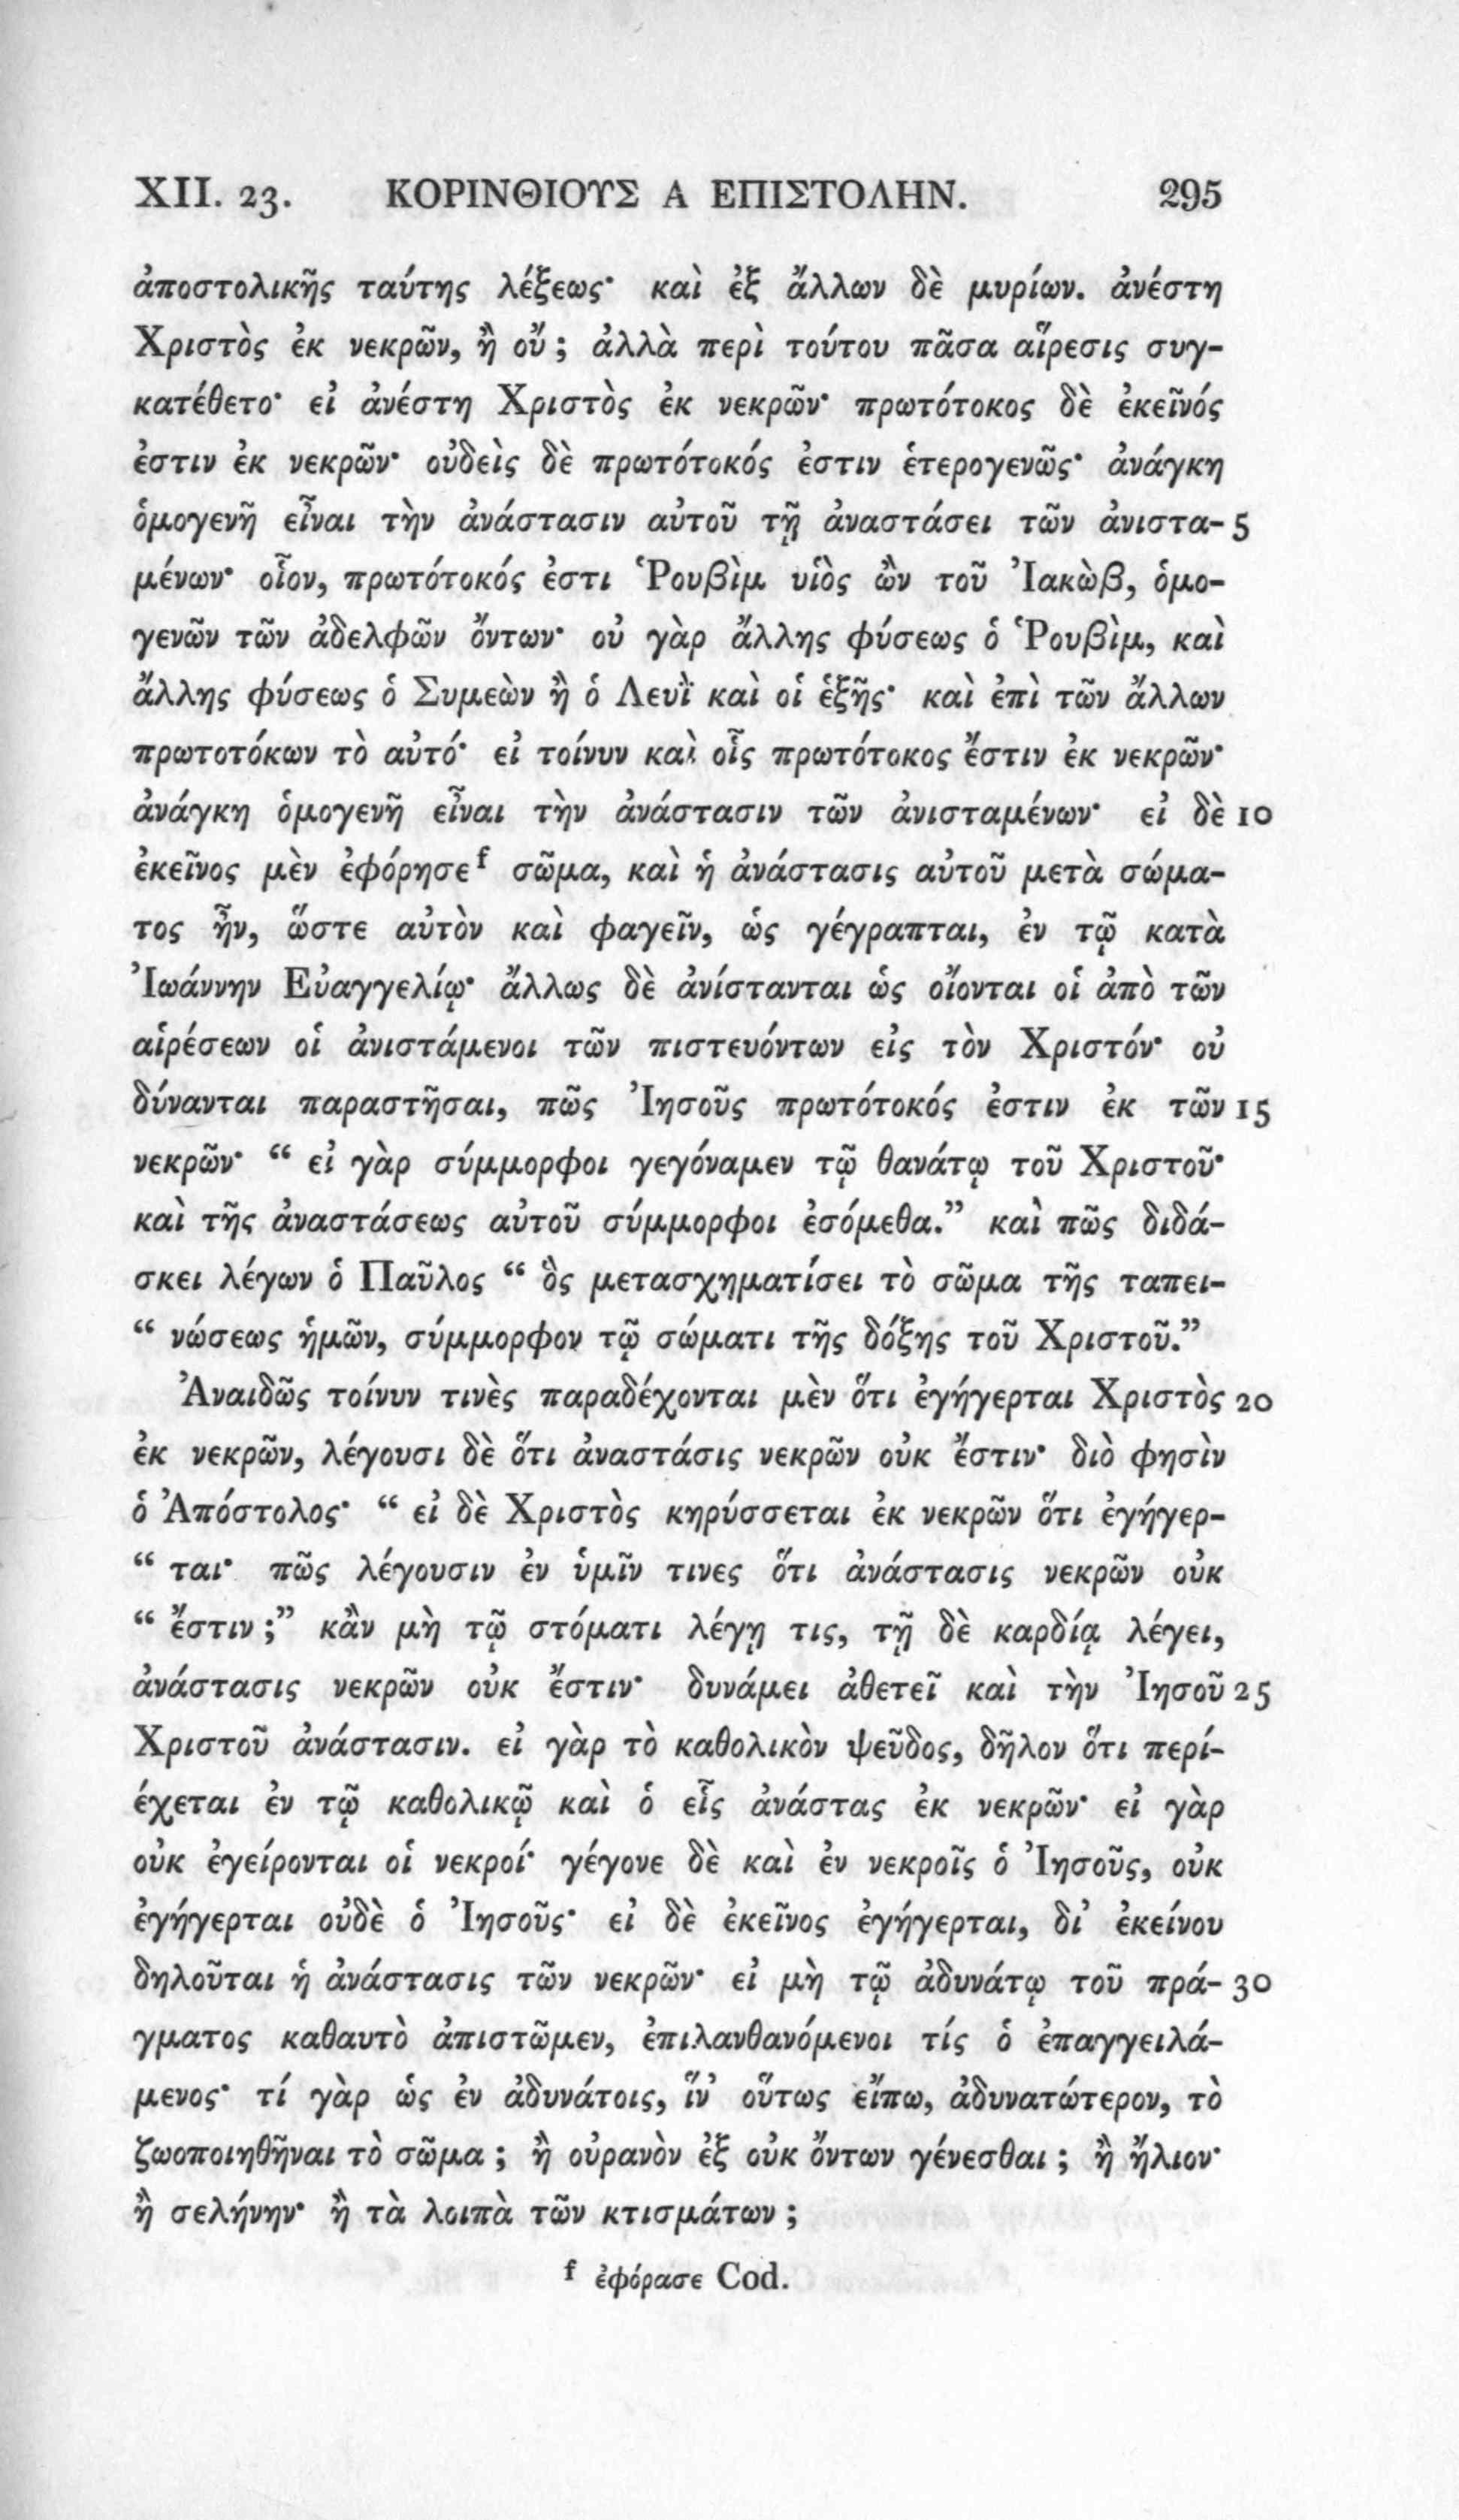 XII. 23. ΚΟΡΙΝΘΙΟΥΣ Α ΕΠΙΣΤΟΛΗΝ. 295
ἀποστολικῆς ταύτης λέξεως· καὶ ἐξ ἄλλων δὲ μυρίων. ἀνέστη
Χριστὸς ἐκ νεκρῶν, ἢ οὔ; ἀλλὰ περὶ τούτου πᾶσα αἵρεσις συγ-
κατέθετο· εἰ ἀνέστη Χριστὸς ἐκ νεκρῶν· πρωτότοκος δὲ ἐκεῖνός
ἐστιν ἐκ νεκρῶν· οὐδεὶς δὲ πρωτότοκός ἐστιν ἑτερογενῶς· ἀνάγκη
ὁμογενῆ εἶναι τὴν ἀνάστασιν αὐτοῦ τῇ ἀναστάσει τῶν ἀνιστα- 5
μένων· οἷον, πρωτότοκός ἐστι Ῥουβὶμ υἱὸς ὢν τοῦ Ἰακὼβ, ὁμο-
γενῶν τῶν ἀδελφῶν ὄντων· οὐ γὰρ ἄλλης φύσεως ὁ Ῥουβὶμ, καὶ
ἄλλης φύσεως ὁ Συμεὼν ἢ ὁ Λευῒ καὶ οἱ ἑξῆς· καὶ ἐπὶ τῶν ἄλλων
πρωτοτόκων τὸ αὐτό· εἰ τοίνυν καὶ οἷς πρωτότοκος ἔστιν ἐκ νεκρῶν·
ἀνάγκη ὁμογενῆ εἶναι τὴν ἀνάστασιν τῶν ἀνισταμένων· εἰ δὲ 10
ἐκεῖνος μὲν ἐφόρησε f σῶμα, καὶ ἡ ἀνάστασις αὐτοῦ μετὰ σώμα-
τος ἦν, ὥστε αὐτὸν καὶ φαγεῖν, ὡς γέγραπται, ἐν τῷ κατὰ
Ἰωάννην Εὐαγγελίῳ· ἄλλως δὲ ἀνίστανται ὡς οἴονται οἱ ἀπὸ τῶν
αἱρέσεων οἱ ἀνιστάμενοι τῶν πιστευόντων εἰς τὸν Χριστόν· οὐ
δύνανται παραστῆσαι, πῶς Ἰησοῦς πρωτότοκός ἐστιν ἐκ τῶν 15
νεκρῶν· “ εἰ γὰρ σύμμορφοι γεγόναμεν τῷ θανάτῳ τοῦ Χριστοῦ·
καὶ τῆς ἀναστάσεως αὐτοῦ σύμμορφοι ἐσόμεθα.” καὶ πῶς διδά-
σκει λέγων ὁ Παῦλος “ ὃς μετασχηματίσει τὸ σῶμα τῆς ταπει-
“ νώσεως ἡμῶν, σύμμορφον τῷ σώματι τῆς δόξης τοῦ Χριστοῦ.”
Ἀναιδῶς τοίνυν τινὲς παραδέχονται μὲν ὅτι ἐγήγερται Χριστὸς 20
ἐκ νεκρῶν, λέγουσι δὲ ὅτι ἀναστάσις νεκρῶν οὐκ ἔστιν· διὸ φησὶν
ὁ Ἀπόστολος· “ εἰ δὲ Χριστὸς κηρύσσεται ἐκ νεκρῶν ὅτι ἐγήγερ-
“ ται· πῶς λέγουσιν ἐν ὑμῖν τινες ὅτι ἀνάστασις νεκρῶν οὐκ
“ ἔστιν;” κἂν μὴ τῷ στόματι λέγῃ τις, τῇ δὲ καρδίᾳ λέγει,
ἀνάστασις νεκρῶν οὐκ ἔστιν· δυνάμει ἀθετεῖ καὶ τὴν Ἰησοῦ 25
Χριστοῦ ἀνάστασιν. εἰ γὰρ τὸ καθολικὸν ψεῦδος, δῆλον ὅτι περί-
έχεται ἐν τῷ καθολικῷ καὶ ὁ εἷς ἀνάστας ἐκ νεκρῶν· εἰ γὰρ
οὐκ ἐγείρονται οἱ νεκροί· γέγονε δὲ καὶ ἐν νεκροῖς ὁ Ἰησοῦς, οὐκ
ἐγήγερται οὐδὲ ὁ Ἰησοῦς· εἰ δὲ ἐκεῖνος ἐγήγερται, δι’ ἐκείνου
δηλοῦται ἡ ἀνάστασις τῶν νεκρῶν· εἰ μὴ τῷ ἀδυνάτῳ τοῦ πρά- 30
γματος καθαυτὸ ἀπιστῶμεν, ἐπιλανθανόμενοι τίς ὁ ἐπαγγειλά-
μενος· τί γὰρ ὡς ἐν ἀδυνάτοις, ἵν’ οὕτως εἴπω, ἀδυνατώτερον, τὸ
ζωοποιηθῆναι τὸ σῶμα; ἢ οὐρανὸν ἐξ οὐκ ὄντων γένεσθαι; ἢ ἥλιον·
ἢ σελήνην· ἢ τὰ λοιπὰ τῶν κτισμάτων;
f ἐφόρασε Cod.